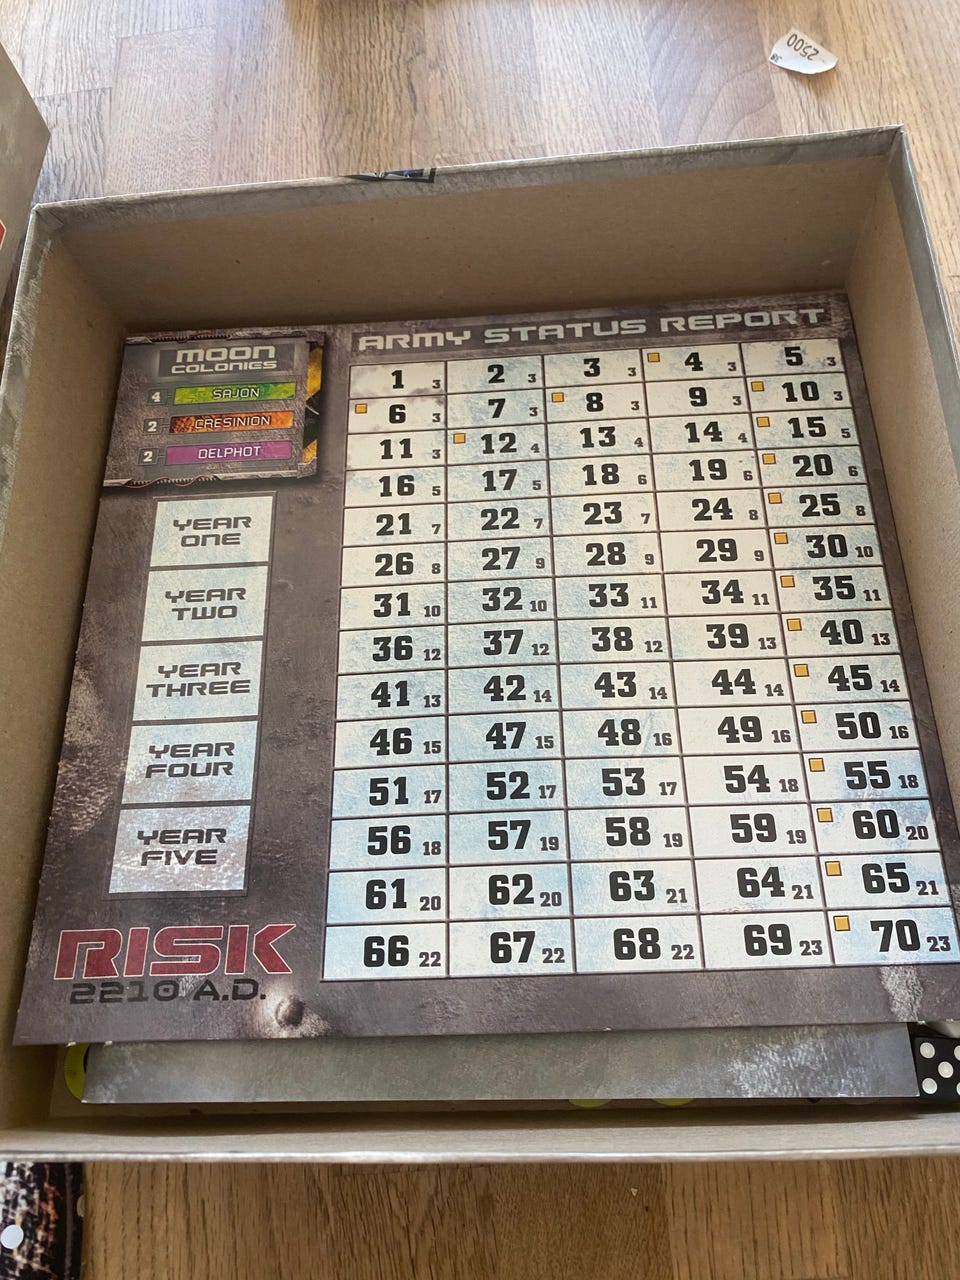 2500
ARMY STATUS REPORT
MOON
COLONIES
4 SAJON
2 CRESINION
2 DELPHOT
YEAR
ONE
YEAR
TWO
YEAR
THREE
YEAR
FOUR
YEAR
FIVE
1 3 2 3 3 3 4 3 5 3
6 3 7 3 8 3 9 3 10 3
11 3 12 4 13 4 14 4 15 5
16 5 17 5 18 6 19 6 20 6
21 7 22 7 23 7 24 8 25 8
26 8 27 9 28 9 29 9 30 10
31 10 32 10 33 11 34 11 35 11
36 12 37 12 38 12 39 13 40 13
41 13 42 14 43 14 44 14 45 14
46 15 47 15 48 16 49 16 50 16
51 17 52 17 53 17 54 18 55 18
56 18 57 19 58 19 59 19 60 20
61 20 62 20 63 21 64 21 65 21
66 22 67 22 68 22 69 23 70 23
RISK
2210 A.D.